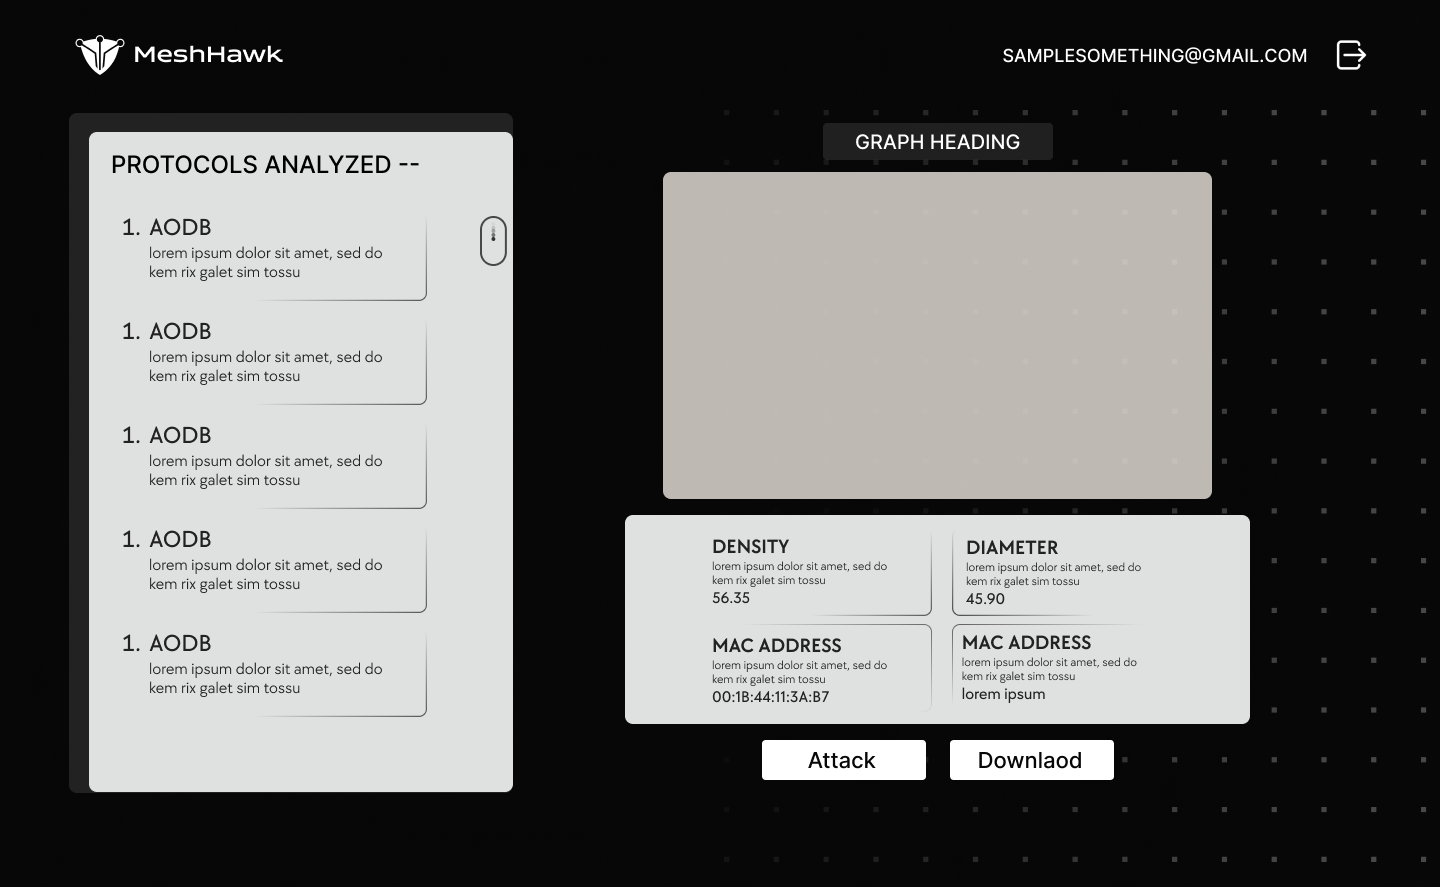 MeshHawk
SAMPLESOMETHING@GMAIL.COM
PROTOCOLS ANALYZED --
1. AODB
lorem ipsum dolor sit amet, sed do
kem rix galet sim tossu
1. AODB
lorem ipsum dolor sit amet, sed do
kem rix galet sim tossu
1. AODB
lorem ipsum dolor sit amet, sed do
kem rix galet sim tossu
1. AODB
lorem ipsum dolor sit amet, sed do
kem rix galet sim tossu
1. AODB
lorem ipsum dolor sit amet, sed do
kem rix galet sim tossu
GRAPH HEADING
DENSITY
lorem ipsum dolor sit amet, sed do
kem rix galet sim tossu
56.35
DIAMETER
lorem ipsum dolor sit amet, sed do
kem rix galet sim tossu
45.90
MAC ADDRESS
lorem ipsum dolor sit amet, sed do
kem rix galet sim tossu
00:1B:44:11:3A:B7
MAC ADDRESS
lorem ipsum dolor sit amet, sed do
kem rix galet sim tossu
lorem ipsum
Attack
Downlaod